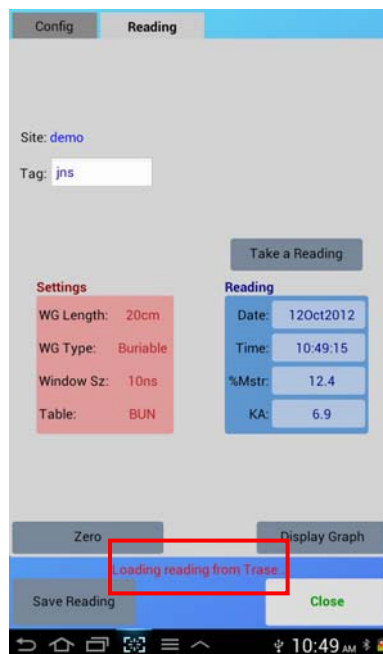 Config Reading
Site: demo
Tag: jns
Take a Reading
Settings
WG Length: 20cm
WG Type: Buriable
Window Sz: 10ns
Table: BUN
Reading
Date: 12Oct2012
Time: 10:49:15
%Mstr: 12.4
KA: 6.9
Zero
Display Graph
Loading reading from Trase..
Save Reading
Close
10:49 AM